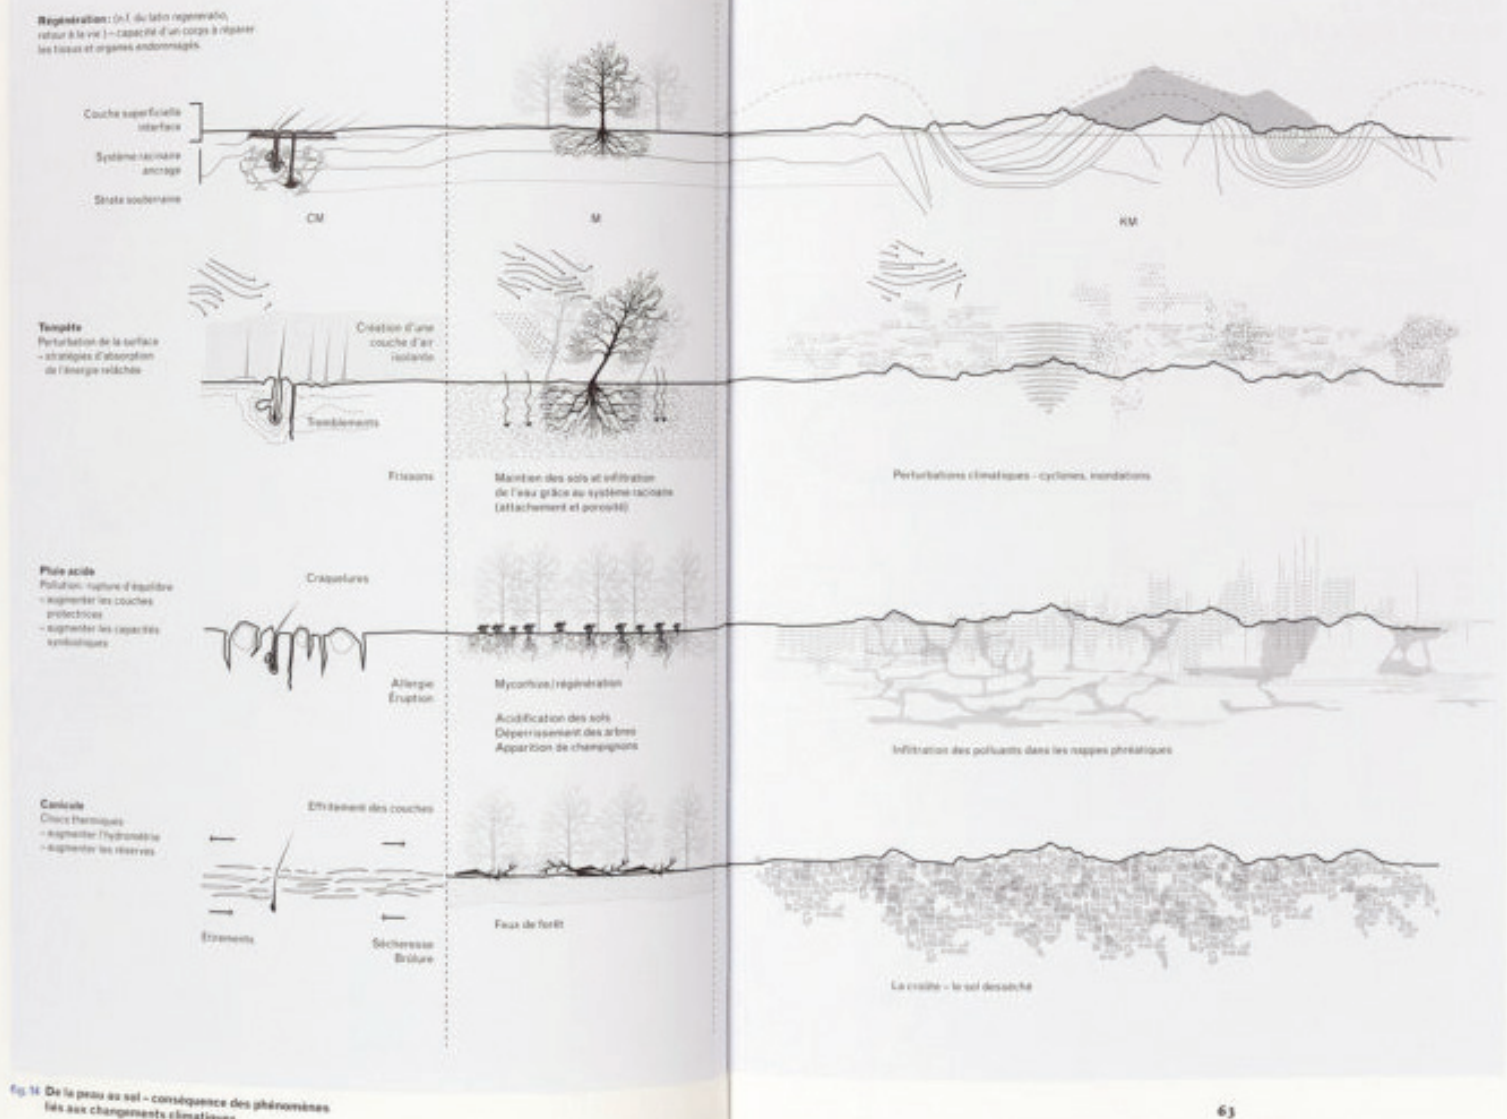 Régénération: (n.f. du latin regeneratio,
retour à la vie) – capacité d'un corps à réparer
les tissus et organes endommagés.
Couche superficielle
interface
Système racinaire
ancrage
Strate souterraine
CM
M
KM
Tempête
Perturbation de la surface
– stratégies d'absorption
de l'énergie relâchée
Création d'une
couche d'air
isolante
Tremblements
Frissons
Maintien des sols et infiltration
de l'eau grâce au système racinaire
(attachement et porosité)
Perturbations climatiques – cyclones, inondations
Pluie acide
Pollution: rupture d'équilibre
– augmenter les couches
protectrices
– augmenter les capacités
symbiotiques
Craquelures
Allergie
Éruption
Mycorhize/régénération
Acidification des sols
Dépérissement des arbres
Apparition de champignons
Infiltration des polluants dans les nappes phréatiques
Canicule
Chocs thermiques
– augmenter l'hydrométrie
– augmenter les réserves
Effritement des couches
Étirements
Sécheresse
Brûlure
Feux de forêt
La croûte – le sol desséché
fig. 14 De la peau au sol – conséquence des phénomènes
liés aux changements climatiques
63